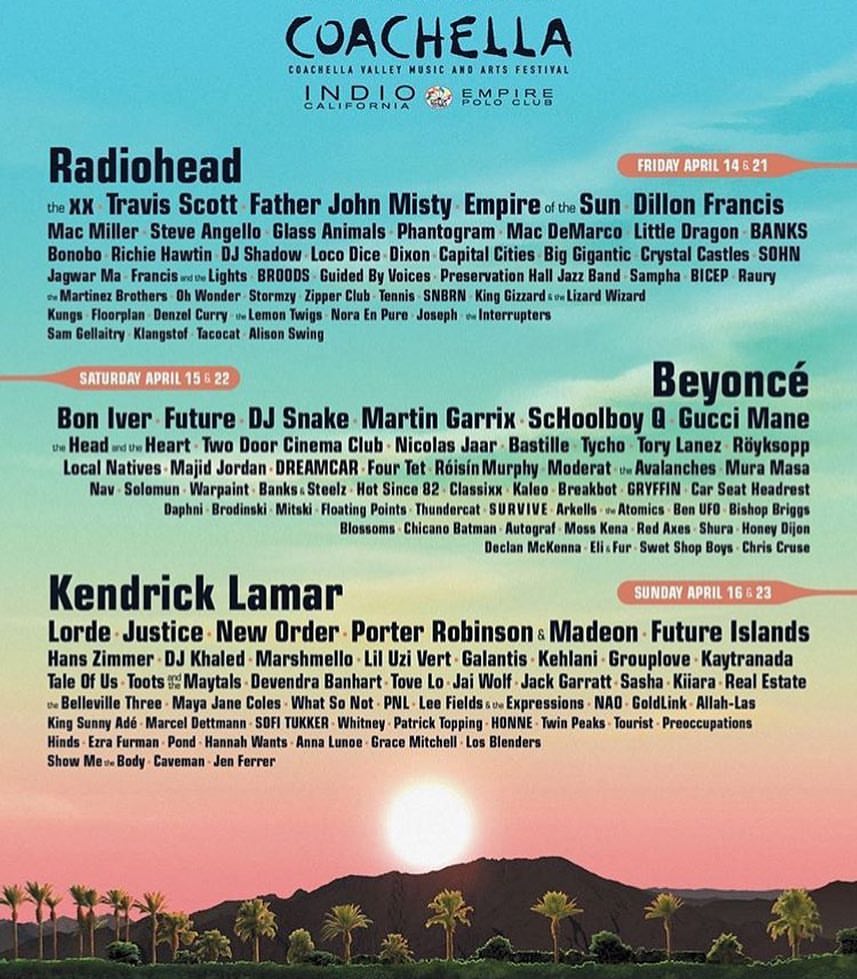 COACHELLA
COACHELLA VALLEY MUSIC AND ARTS FESTIVAL
INDIO CALIFORNIA EMPIRE POLO CLUB
Radiohead
FRIDAY APRIL 14 & 21
the xx · Travis Scott · Father John Misty · Empire of the Sun · Dillon Francis
Mac Miller · Steve Angello · Glass Animals · Phantogram · Mac DeMarco · Little Dragon · BANKS
Bonobo · Richie Hawtin · DJ Shadow · Loco Dice · Dixon · Capital Cities · Big Gigantic · Crystal Castles · SOHN
Jagwar Ma · Francis and the Lights · BROODS · Guided By Voices · Preservation Hall Jazz Band · Sampha · BICEP · Raury
the Martinez Brothers · Oh Wonder · Stormzy · Zipper Club · Tennis · SNBRN · King Gizzard & the Lizard Wizard
Kungs · Floorplan · Denzel Curry · the Lemon Twigs · Nora En Pure · Joseph · the Interrupters
Sam Gellaitry · Klangstof · Tacocat · Alison Swing
SATURDAY APRIL 15 & 22
Beyoncé
Bon Iver · Future · DJ Snake · Martin Garrix · ScHoolboy Q · Gucci Mane
the Head and the Heart · Two Door Cinema Club · Nicolas Jaar · Bastille · Tycho · Tory Lanez · Röyksopp
Local Natives · Majid Jordan · DREAMCAR · Four Tet · Róisín Murphy · Moderat · the Avalanches · Mura Masa
Nav · Solomun · Warpaint · Banks & Steelz · Hot Since 82 · Classixx · Kaleo · Breakbot · GRYFFIN · Car Seat Headrest
Daphni · Brodinski · Mitski · Floating Points · Thundercat · SURVIVE · Arkells · the Atomics · Ben UFO · Bishop Briggs
Blossoms · Chicano Batman · Autograf · Moss Kena · Red Axes · Shura · Honey Dijon
Declan McKenna · Eli & Fur · Swet Shop Boys · Chris Cruse
Kendrick Lamar
SUNDAY APRIL 16 & 23
Lorde · Justice · New Order · Porter Robinson & Madeon · Future Islands
Hans Zimmer · DJ Khaled · Marshmello · Lil Uzi Vert · Galantis · Kehlani · Grouplove · Kaytranada
Tale Of Us · Toots and the Maytals · Devendra Banhart · Tove Lo · Jai Wolf · Jack Garratt · Sasha · Kiiara · Real Estate
the Belleville Three · Maya Jane Coles · What So Not · PNL · Lee Fields & the Expressions · NAO · GoldLink · Allah-Las
King Sunny Adé · Marcel Dettmann · SOFI TUKKER · Whitney · Patrick Topping · HONNE · Twin Peaks · Tourist · Preoccupations
Hinds · Ezra Furman · Pond · Hannah Wants · Anna Lunoe · Grace Mitchell · Los Blenders
Show Me the Body · Caveman · Jen Ferrer